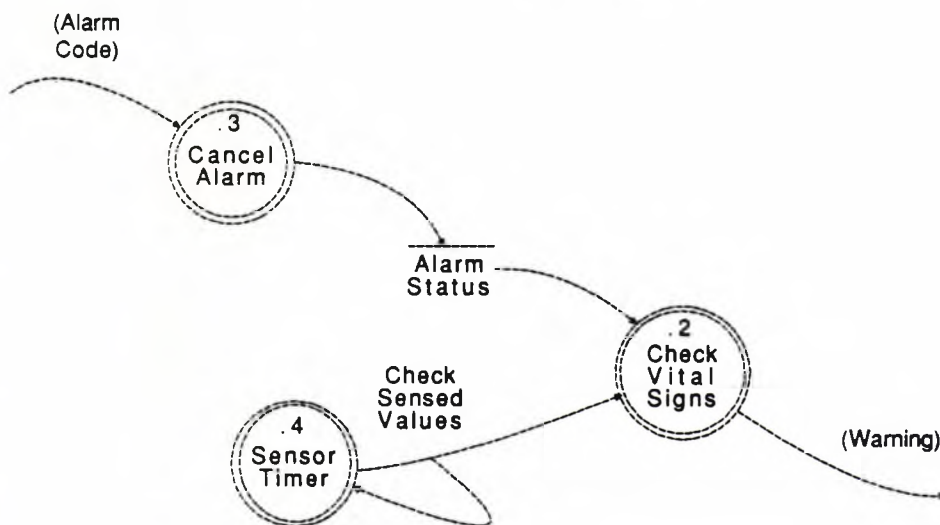 (Alarm
Code)
.3
Cancel
Alarm
Alarm
Status
.2
Check
Vital
Signs
Check
Sensed
Values
.4
Sensor
Timer
(Warning)